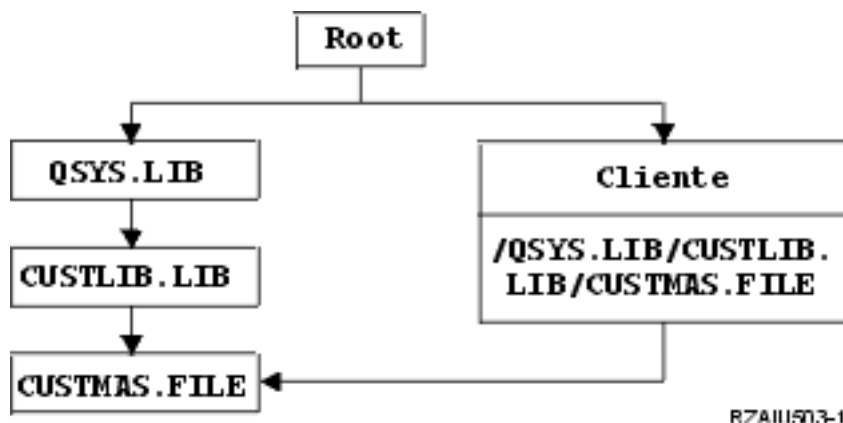 Root
QSYS.LIB
Cliente
/QSYS.LIB/CUSTLIB.
LIB/CUSTMAS.FILE
CUSTLIB.LIB
CUSTMAS.FILE
RZAIU503-1